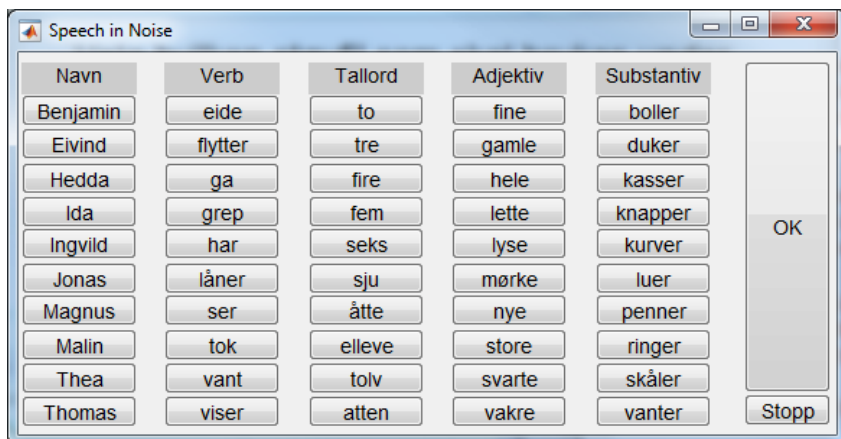 Speech in Noise
Navn Verb Tallord Adjektiv Substantiv
Benjamin eide to fine boller
Eivind flytter tre gamle duker
Hedda ga fire hele kasser
Ida grep fem lette knapper
OK
Ingvild har seks lyse kurver
Jonas låner sju mørke luer
Magnus ser åtte nye penner
Malin tok elleve store ringer
Thea vant tolv svarte skåler
Thomas viser atten vakre vanter Stopp